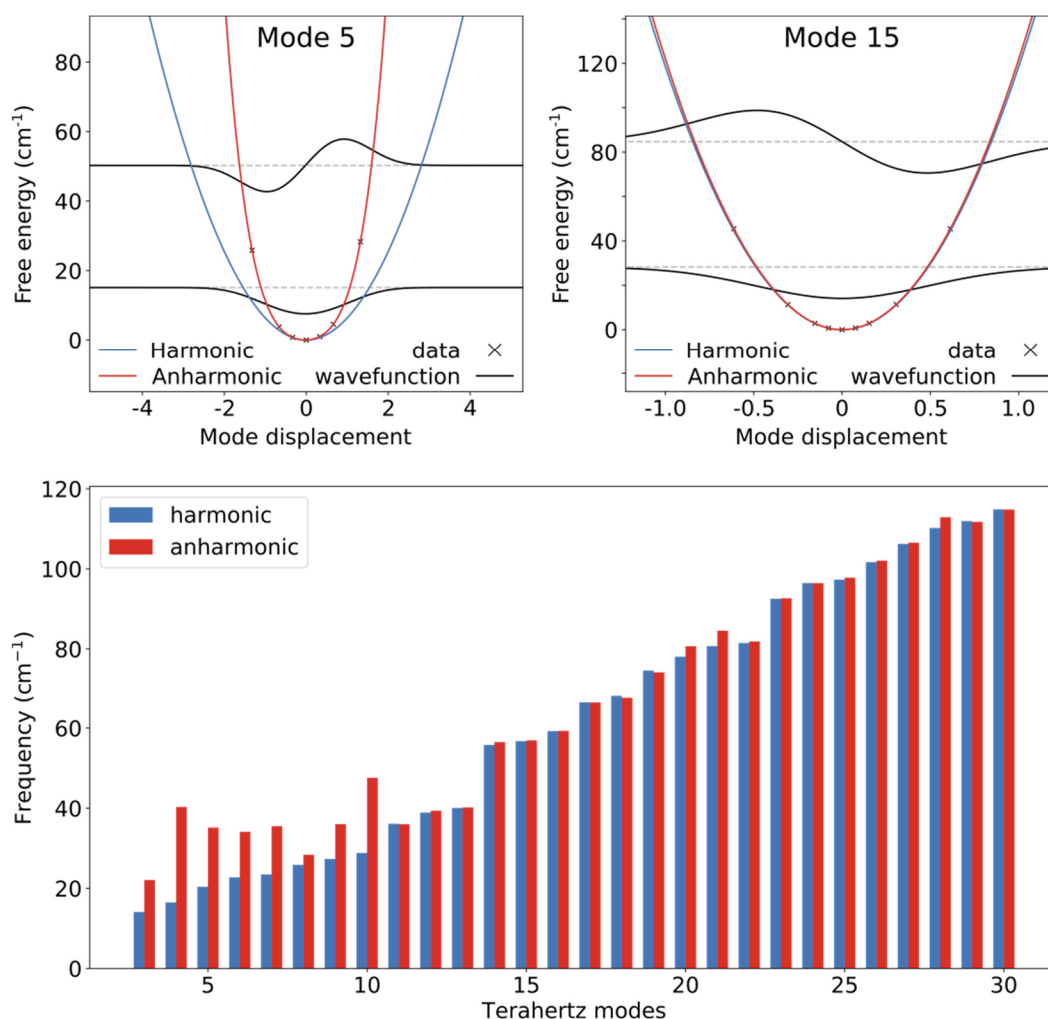 Mode 5
Free energy (cm⁻¹)
80
60
40
20
0
Harmonic
data ×
Anharmonic
wavefunction
-4 -2 0 2 4
Mode displacement
Mode 15
Free energy (cm⁻¹)
120
80
40
0
Harmonic
data ×
Anharmonic
wavefunction
-1.0 -0.5 0 0.5 1.0
Mode displacement
harmonic
anharmonic
Frequency (cm⁻¹)
120
100
80
60
40
20
0
5 10 15 20 25 30
Terahertz modes